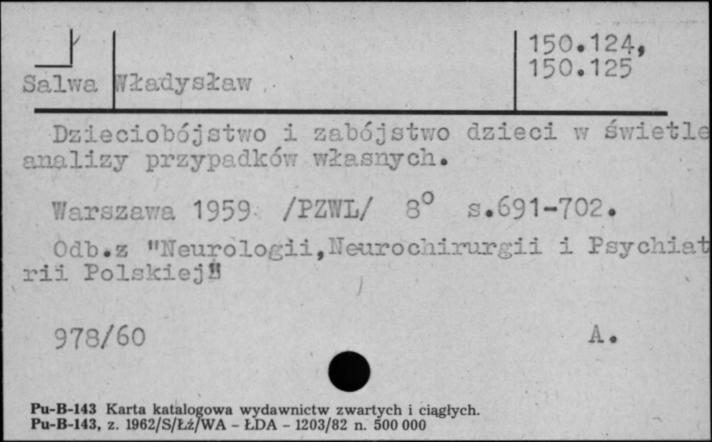 150.124,
150.125
Salwa Władysław
Dzieciobójstwo i zabójstwo dzieci w świetle
analizy przypadków własnych.
Warszawa 1959 /PZWL/ 8° s.691-702.
Odb.z "Neurologii,Neurochirurgii i Psychiat
rii Polskiej"
978/60 A.
Pu-B-143 Karta katalogowa wydawnictw zwartych i ciągłych.
Pu-B-143, z. 1962/S/Łź/WA - ŁDA - 1203/82 n. 500 000